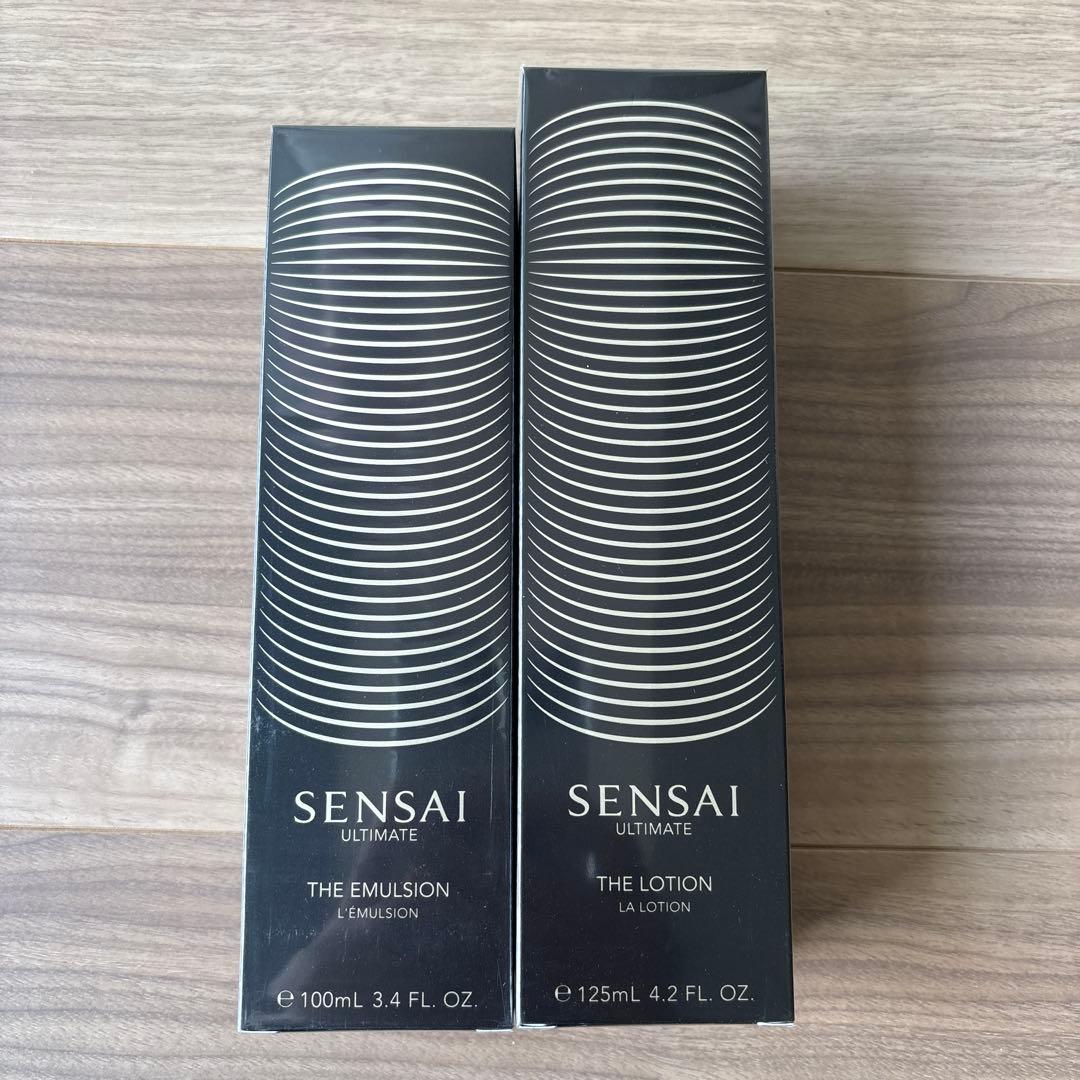 SENSAI
ULTIMATE
THE EMULSION
L'ÉMULSION
℮ 100mL 3.4 FL. OZ.
SENSAI
ULTIMATE
THE LOTION
LA LOTION
℮ 125mL 4.2 FL. OZ.